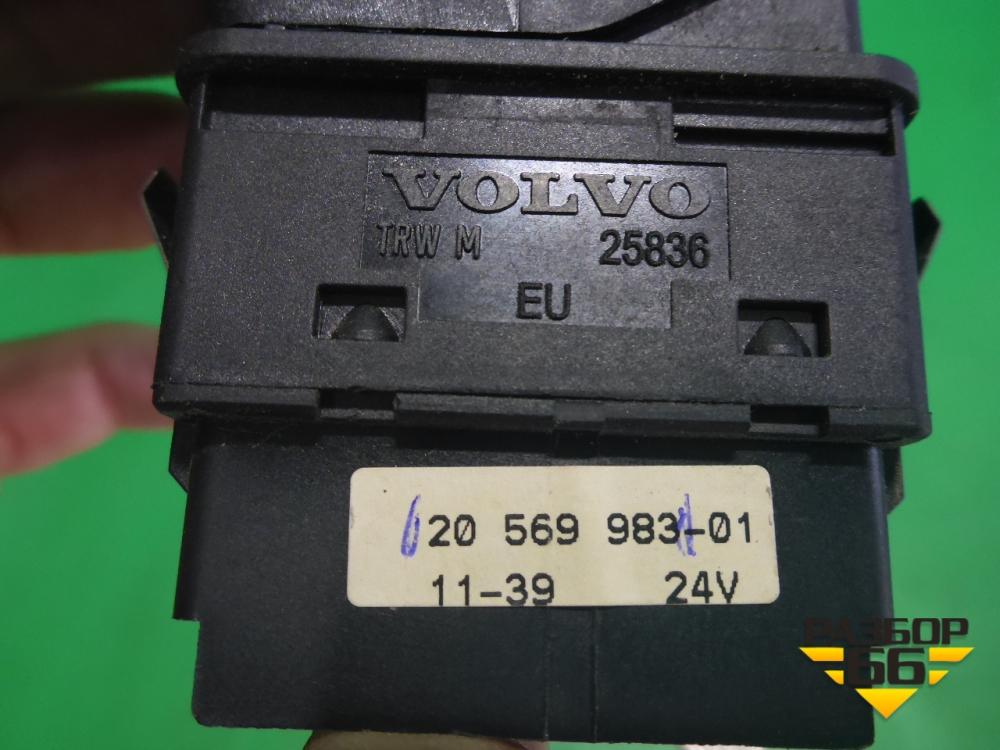 VOLVO
TRW M 25836
EU
20 569 983-01
11-39 24V
РАЗБОР
66